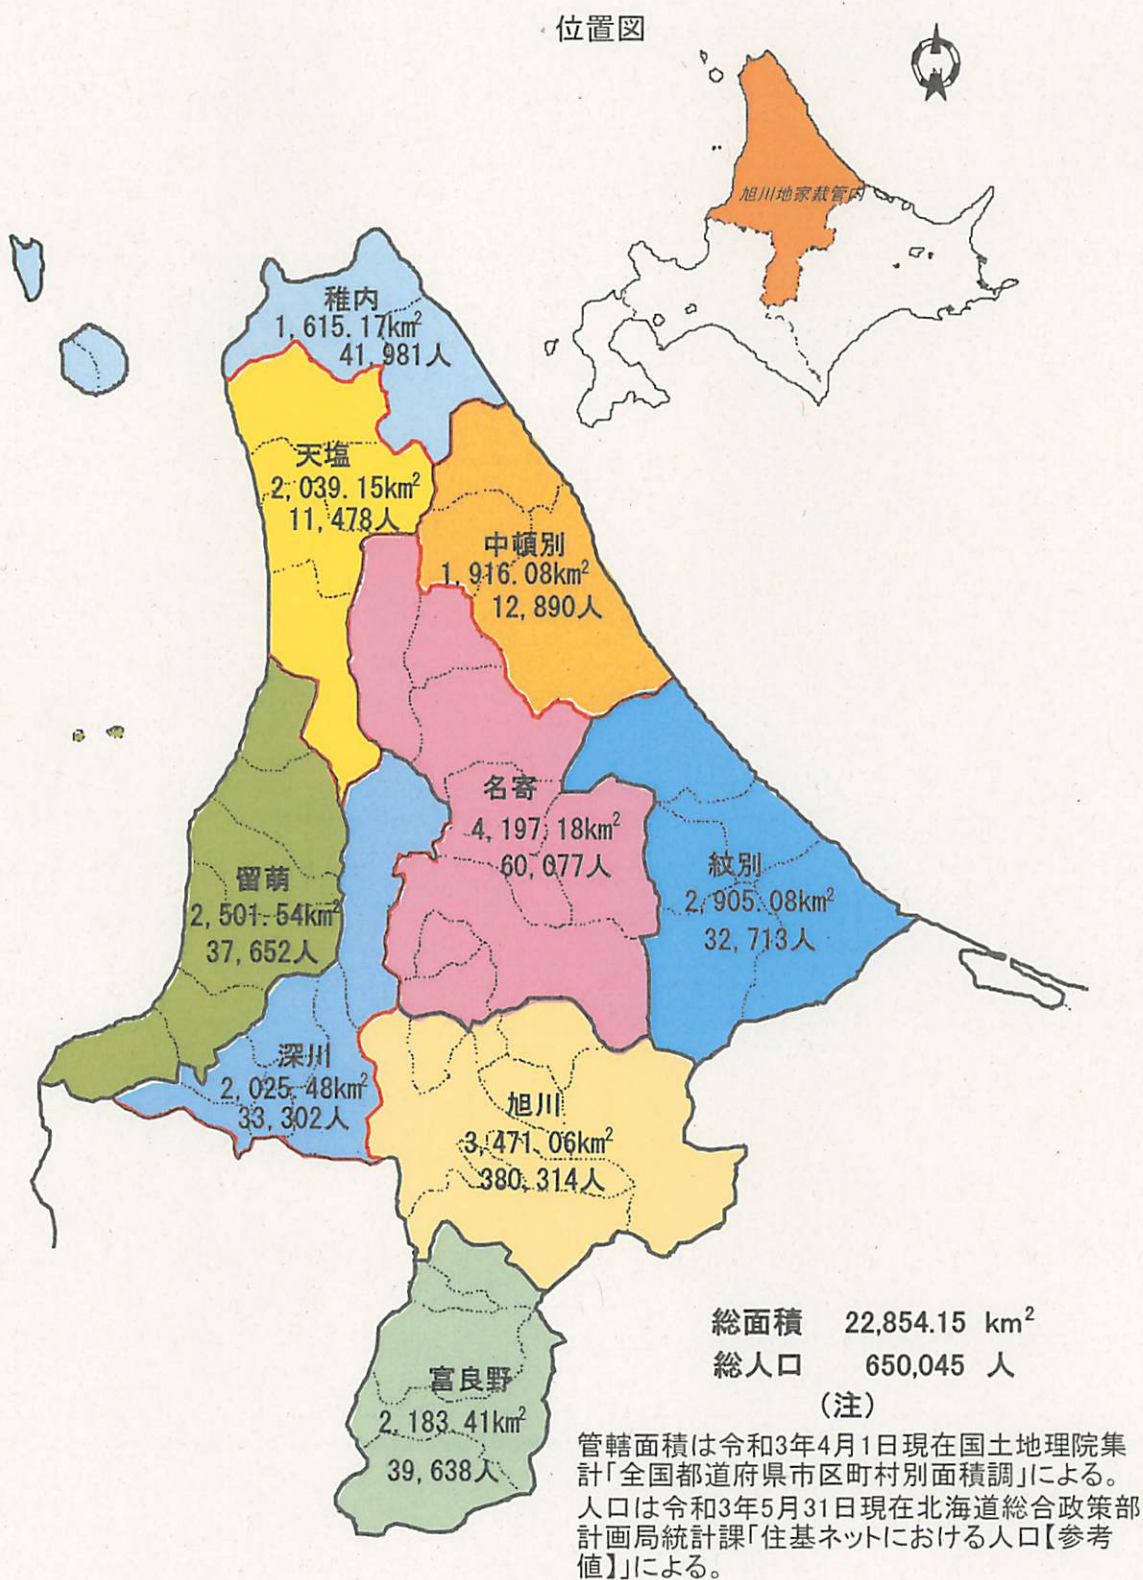 位置図
旭川地家裁管内
稚内
1,615.17km²
41,981人
天塩
2,039.15km²
11,478人
中頓別
1,916.08km²
12,890人
名寄
4,197.18km²
60,077人
紋別
2,905.08km²
32,713人
留萌
2,501.54km²
37,652人
深川
2,025.48km²
33,302人
旭川
3,471.06km²
380,314人
富良野
2,183.41km²
39,638人
総面積 22,854.15 km²
総人口 650,045 人
(注)
管轄面積は令和3年4月1日現在国土地理院集
計「全国都道府県市区町村別面積調」による。
人口は令和3年5月31日現在北海道総合政策部
計画局統計課「住基ネットにおける人口【参考
値】」による。